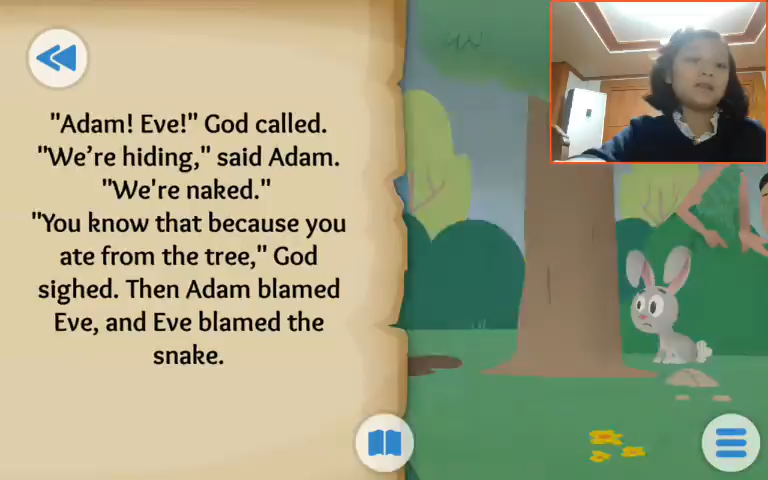 "Adam! Eve!" God called.
"We're hiding," said Adam.
"We're naked."
"You know that because you
ate from the tree," God
sighed. Then Adam blamed
Eve, and Eve blamed the
snake.